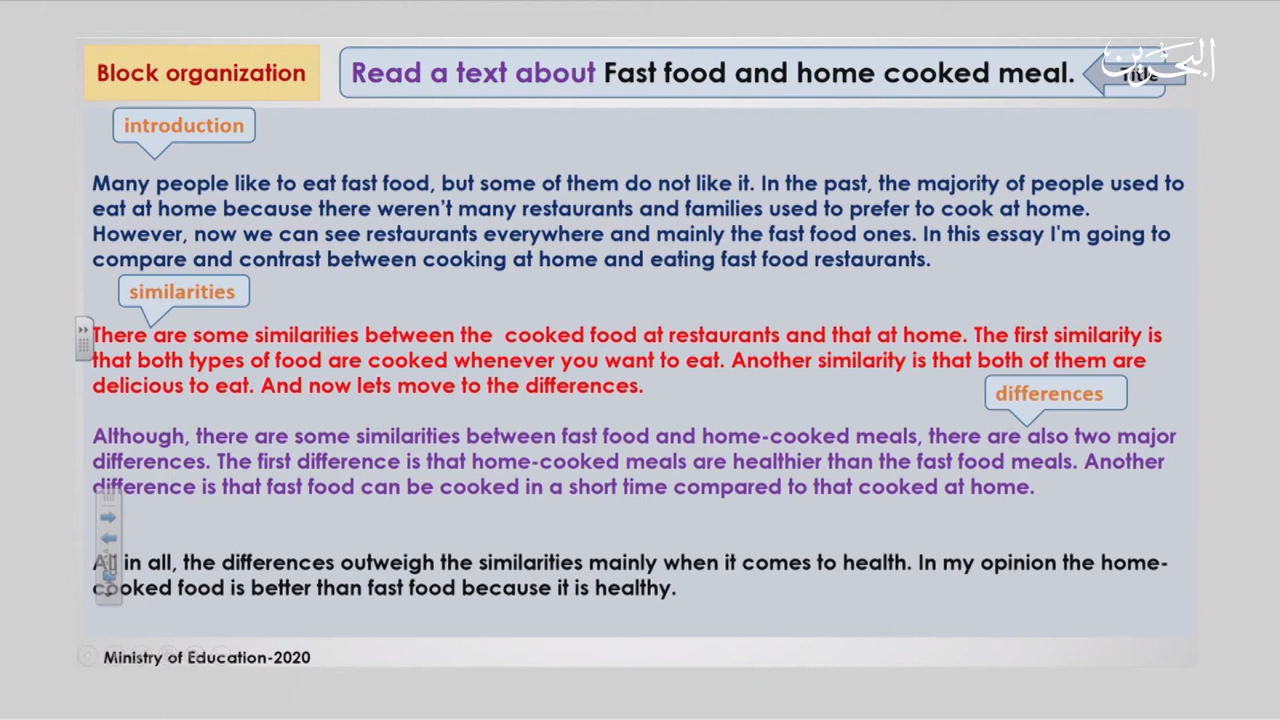 Block organization
Read a text about Fast food and home cooked meal.
Title
البحرين
introduction
Many people like to eat fast food, but some of them do not like it. In the past, the majority of people used to
eat at home because there weren't many restaurants and families used to prefer to cook at home.
However, now we can see restaurants everywhere and mainly the fast food ones. In this essay I'm going to
compare and contrast between cooking at home and eating fast food restaurants.
similarities
There are some similarities between the cooked food at restaurants and that at home. The first similarity is
that both types of food are cooked whenever you want to eat. Another similarity is that both of them are
delicious to eat. And now lets move to the differences.
differences
Although, there are some similarities between fast food and home-cooked meals, there are also two major
differences. The first difference is that home-cooked meals are healthier than the fast food meals. Another
difference is that fast food can be cooked in a short time compared to that cooked at home.
All in all, the differences outweigh the similarities mainly when it comes to health. In my opinion the home-
cooked food is better than fast food because it is healthy.
Ministry of Education-2020